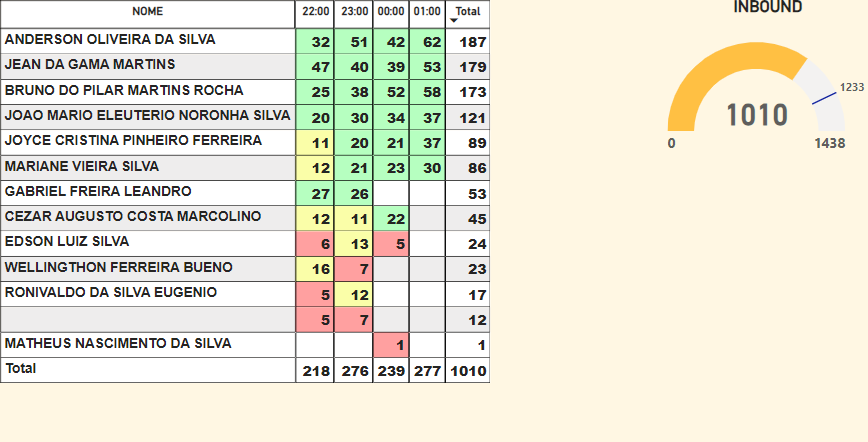 NOME 22:00 23:00 00:00 01:00 Total
ANDERSON OLIVEIRA DA SILVA 32 51 42 62 187
JEAN DA GAMA MARTINS 47 40 39 53 179
BRUNO DO PILAR MARTINS ROCHA 25 38 52 58 173
JOAO MARIO ELEUTERIO NORONHA SILVA 20 30 34 37 121
JOYCE CRISTINA PINHEIRO FERREIRA 11 20 21 37 89
MARIANE VIEIRA SILVA 12 21 23 30 86
GABRIEL FREIRA LEANDRO 27 26 53
CEZAR AUGUSTO COSTA MARCOLINO 12 11 22 45
EDSON LUIZ SILVA 6 13 5 24
WELLINGTHON FERREIRA BUENO 16 7 23
RONIVALDO DA SILVA EUGENIO 5 12 17
5 7 12
MATHEUS NASCIMENTO DA SILVA 1 1
Total 218 276 239 277 1010
INBOUND
1233
1010
0 1438